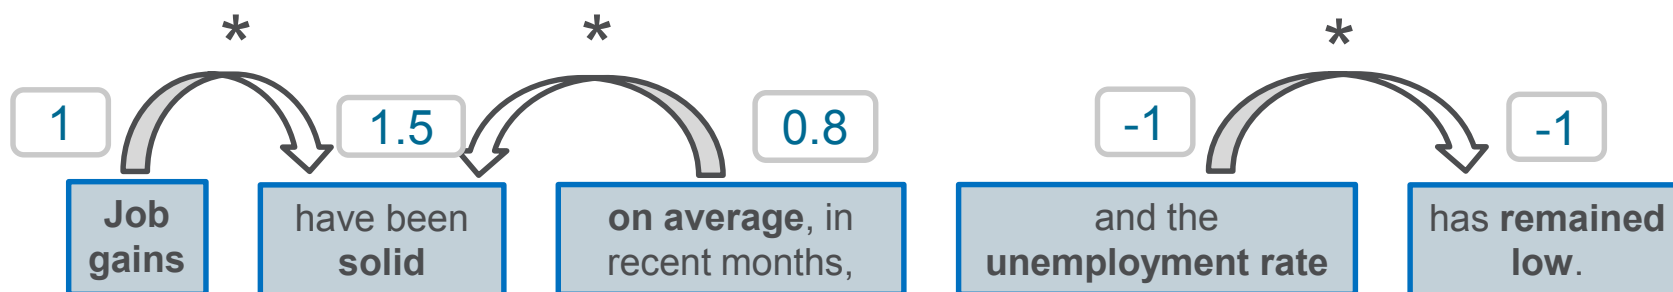 * * *
1 1.5 0.8 -1 -1
Job gains
have been solid
on average, in recent months,
and the unemployment rate
has remained low.